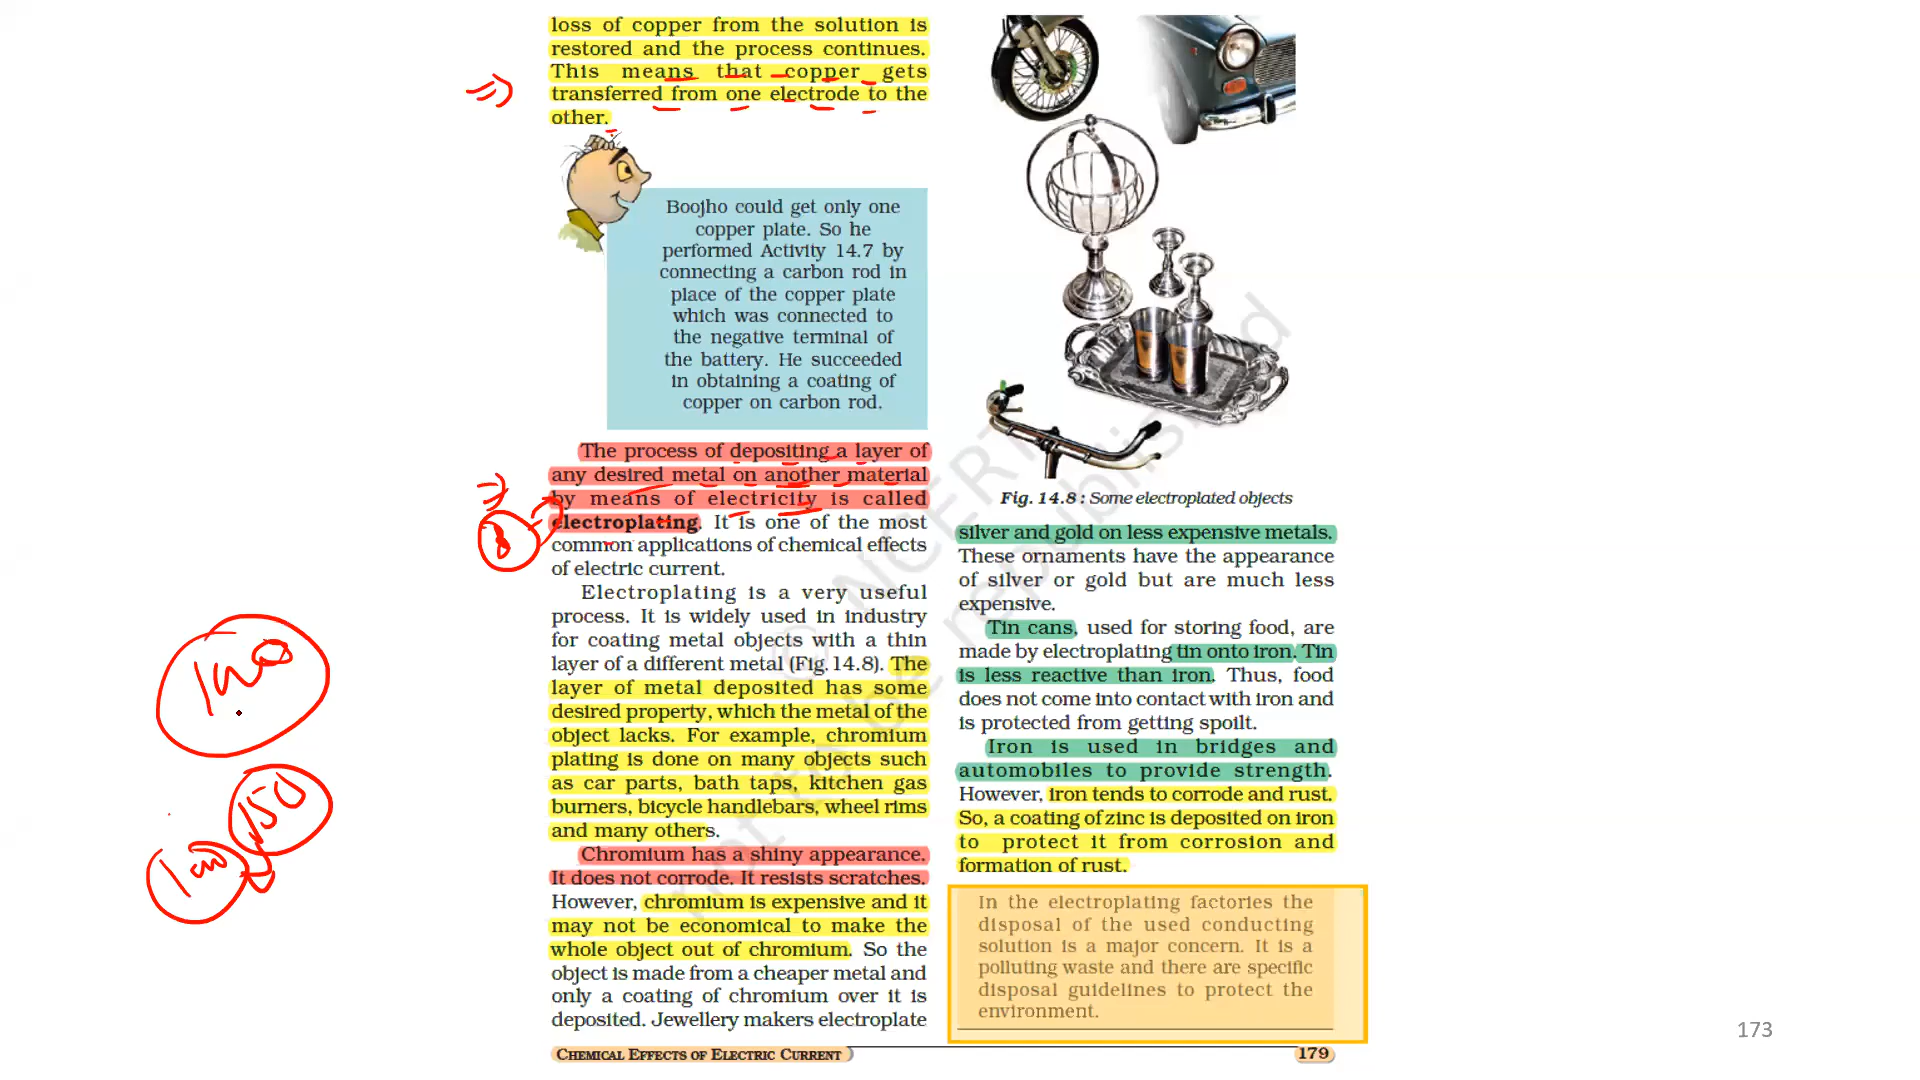 loss of copper from the solution is
restored and the process continues.
This means that copper gets
transferred from one electrode to the
other.
Boojho could get only one
copper plate. So he
performed Activity 14.7 by
connecting a carbon rod in
place of the copper plate
which was connected to
the negative terminal of
the battery. He succeeded
in obtaining a coating of
copper on carbon rod.
The process of depositing a layer of
any desired metal on another material
by means of electricity is called
electroplating. It is one of the most
common applications of chemical effects
of electric current.
Electroplating is a very useful
process. It is widely used in industry
for coating metal objects with a thin
layer of a different metal (Fig. 14.8). The
layer of metal deposited has some
desired property, which the metal of the
object lacks. For example, chromium
plating is done on many objects such
as car parts, bath taps, kitchen gas
burners, bicycle handlebars, wheel rims
and many others.
Chromium has a shiny appearance.
It does not corrode. It resists scratches.
However, chromium is expensive and it
may not be economical to make the
whole object out of chromium. So the
object is made from a cheaper metal and
only a coating of chromium over it is
deposited. Jewellery makers electroplate
Fig. 14.8 : Some electroplated objects
silver and gold on less expensive metals.
These ornaments have the appearance
of silver or gold but are much less
expensive.
Tin cans, used for storing food, are
made by electroplating tin onto iron. Tin
is less reactive than iron. Thus, food
does not come into contact with iron and
is protected from getting spoilt.
Iron is used in bridges and
automobiles to provide strength.
However, iron tends to corrode and rust.
So, a coating of zinc is deposited on iron
to protect it from corrosion and
formation of rust.
In the electroplating factories the
disposal of the used conducting
solution is a major concern. It is a
polluting waste and there are specific
disposal guidelines to protect the
environment.
CHEMICAL EFFECTS OF ELECTRIC CURRENT
179
173
© NCERT
not to be republished
150